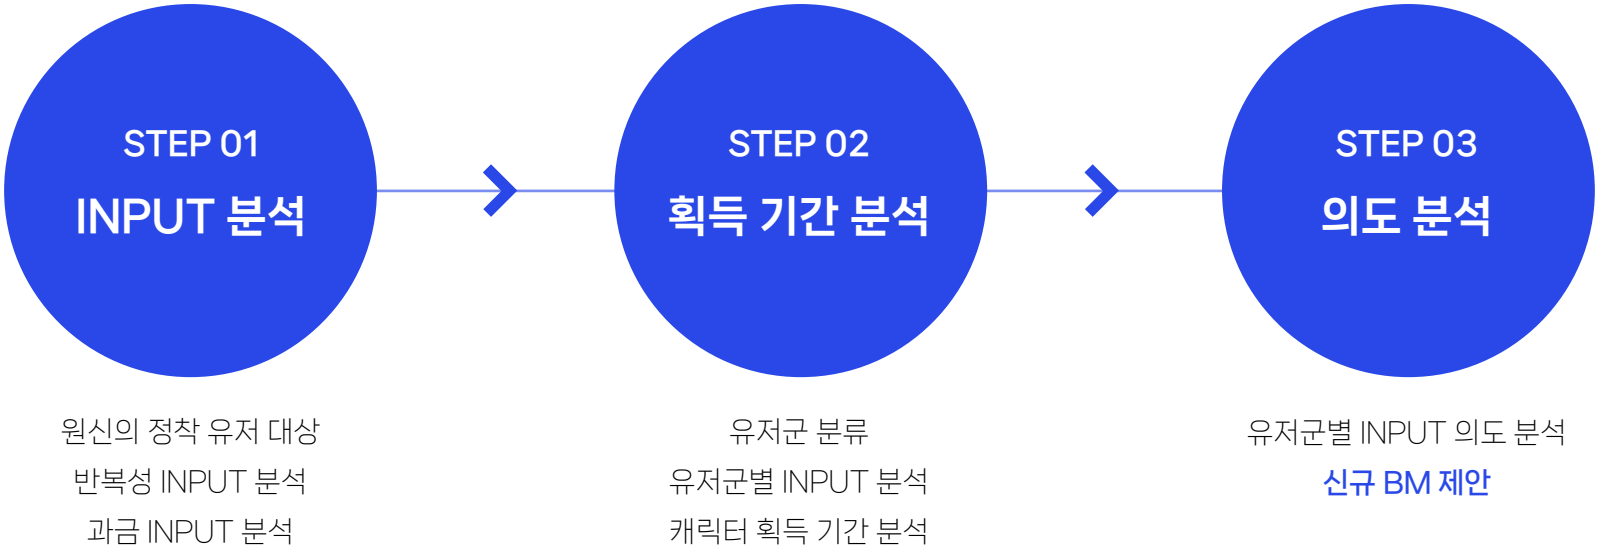 STEP 01
INPUT 분석
원신의 정착 유저 대상
반복성 INPUT 분석
과금 INPUT 분석
STEP 02
획득 기간 분석
유저군 분류
유저군별 INPUT 분석
캐릭터 획득 기간 분석
STEP 03
의도 분석
유저군별 INPUT 의도 분석
신규 BM 제안